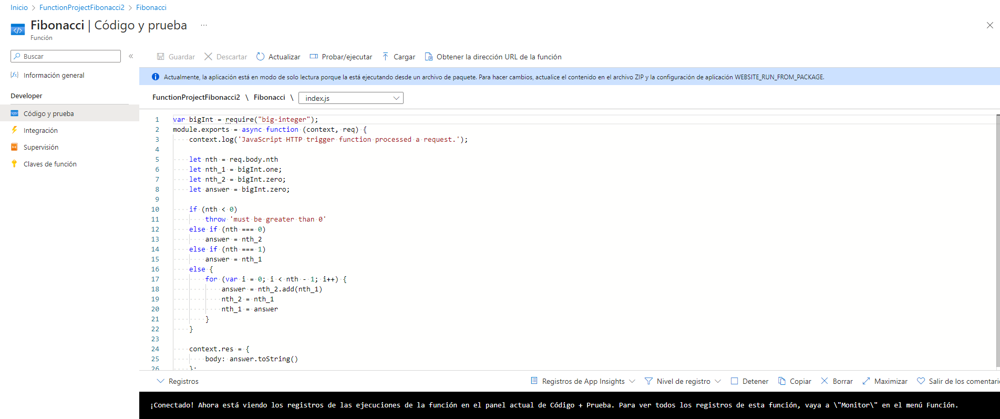 Inicio > FunctionProjectFibonacci2 > Fibonacci
Fibonacci | Código y prueba ...
Función
Buscar «
Guardar Descartar Actualizar Probar/ejecutar Cargar Obtener la dirección URL de la función
Información general
Developer
Código y prueba
Integración
Supervisión
Claves de función
Actualmente, la aplicación está en modo de solo lectura porque la está ejecutando desde un archivo de paquete. Para hacer cambios, actualice el contenido en el archivo ZIP y la configuración de aplicación WEBSITE_RUN_FROM_PACKAGE.
FunctionProjectFibonacci2 \ Fibonacci \ index.js
1 var bigInt = require("big-integer");
2 module.exports = async function (context, req) {
3 context.log('JavaScript HTTP trigger function processed a request.');
4
5 let nth = req.body.nth
6 let nth_1 = bigInt.one;
7 let nth_2 = bigInt.zero;
8 let answer = bigInt.zero;
9
10 if (nth < 0)
11 throw 'must be greater than 0'
12 else if (nth === 0)
13 answer = nth_2
14 else if (nth === 1)
15 answer = nth_1
16 else {
17 for (var i = 0; i < nth - 1; i++) {
18 answer = nth_2.add(nth_1)
19 nth_2 = nth_1
20 nth_1 = answer
21 }
22 }
23
24 context.res = {
25 body: answer.toString()
26 };
Registros Registros de App Insights Nivel de registro Detener Copiar Borrar Maximizar Salir de los comentari
¡Conectado! Ahora está viendo los registros de las ejecuciones de la función en el panel actual de Código + Prueba. Para ver todos los registros de esta función, vaya a \"Monitor\" en el menú Función.